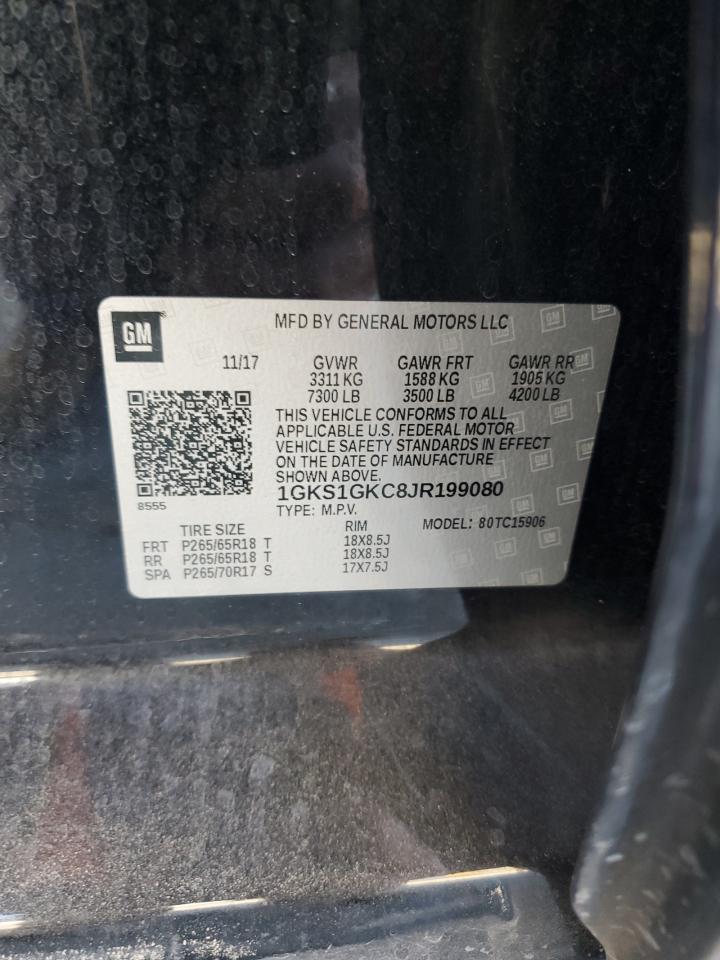 GM
MFD BY GENERAL MOTORS LLC
11/17 GVWR GAWR FRT GAWR RR
3311 KG 1588 KG 1905 KG
7300 LB 3500 LB 4200 LB
THIS VEHICLE CONFORMS TO ALL
APPLICABLE U.S. FEDERAL MOTOR
VEHICLE SAFETY STANDARDS IN EFFECT
ON THE DATE OF MANUFACTURE
SHOWN ABOVE.
1GKS1GKC8JR199080
8555
TYPE: M.P.V. MODEL: 80TC15906
TIRE SIZE RIM
FRT P265/65R18 T 18X8.5J
RR P265/65R18 T 18X8.5J
SPA P265/70R17 S 17X7.5J